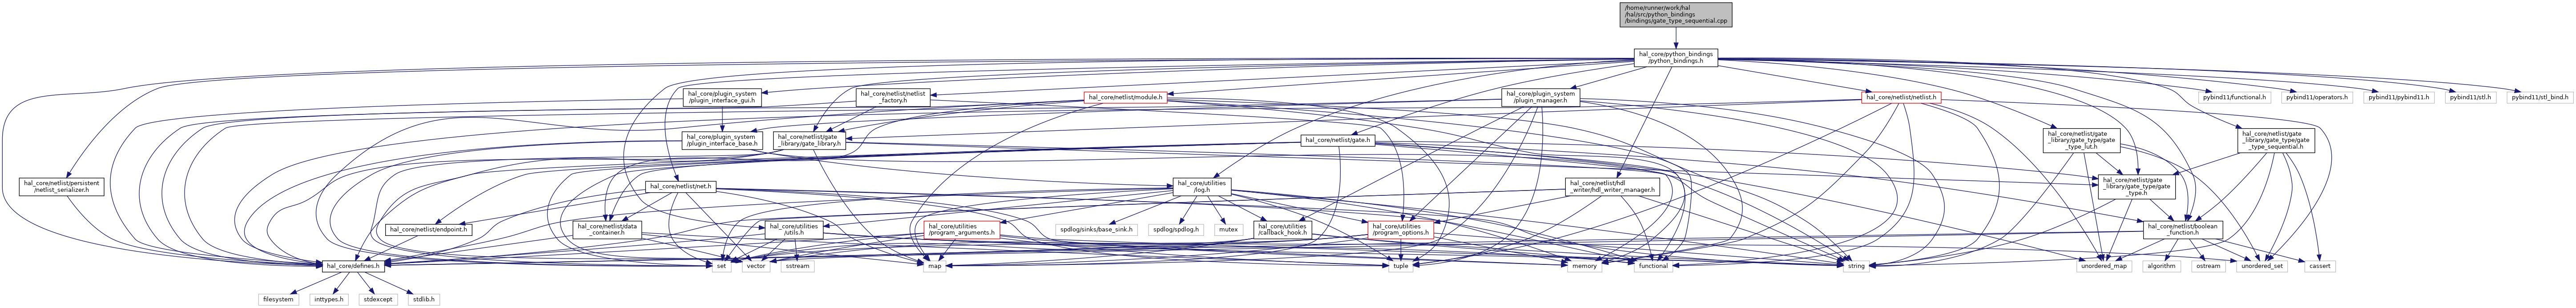 /home/runner/work/hal
/hal/src/python_bindings
/bindings/gate_type_sequential.cpp
hal_core/python_bindings
/python_bindings.h
hal_core/plugin_system
/plugin_interface_gui.h
hal_core/netlist/netlist
_factory.h
hal_core/netlist/module.h
hal_core/plugin_system
/plugin_manager.h
hal_core/netlist/netlist.h
pybind11/functional.h
pybind11/operators.h
pybind11/pybind11.h
pybind11/stl.h
pybind11/stl_bind.h
hal_core/plugin_system
/plugin_interface_base.h
hal_core/netlist/gate
_library/gate_library.h
hal_core/netlist/gate.h
hal_core/netlist/gate
_library/gate_type/gate
_type_lut.h
hal_core/netlist/gate
_library/gate_type/gate
_type_sequential.h
hal_core/netlist/persistent
/netlist_serializer.h
hal_core/netlist/net.h
hal_core/utilities
/log.h
hal_core/netlist/hdl
_writer/hdl_writer_manager.h
hal_core/netlist/gate
_library/gate_type/gate
_type.h
hal_core/netlist/endpoint.h
hal_core/netlist/data
_container.h
hal_core/utilities
/utils.h
hal_core/utilities
/program_arguments.h
spdlog/sinks/base_sink.h
spdlog/spdlog.h
mutex
hal_core/utilities
/callback_hook.h
hal_core/utilities
/program_options.h
hal_core/netlist/boolean
_function.h
hal_core/defines.h
set
vector
sstream
map
tuple
memory
functional
string
unordered_map
algorithm
ostream
unordered_set
cassert
filesystem
inttypes.h
stdexcept
stdlib.h